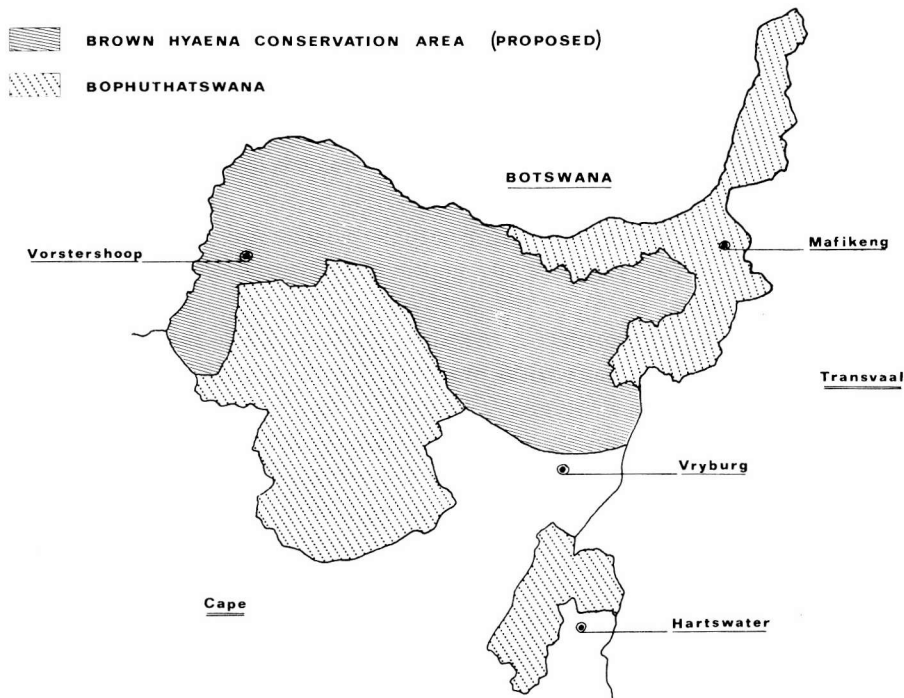 BROWN HYAENA CONSERVATION AREA (PROPOSED)
BOPHUTHATSWANA
BOTSWANA
Vorstershoop
Mafikeng
Transvaal
Vryburg
Cape
Hartswater